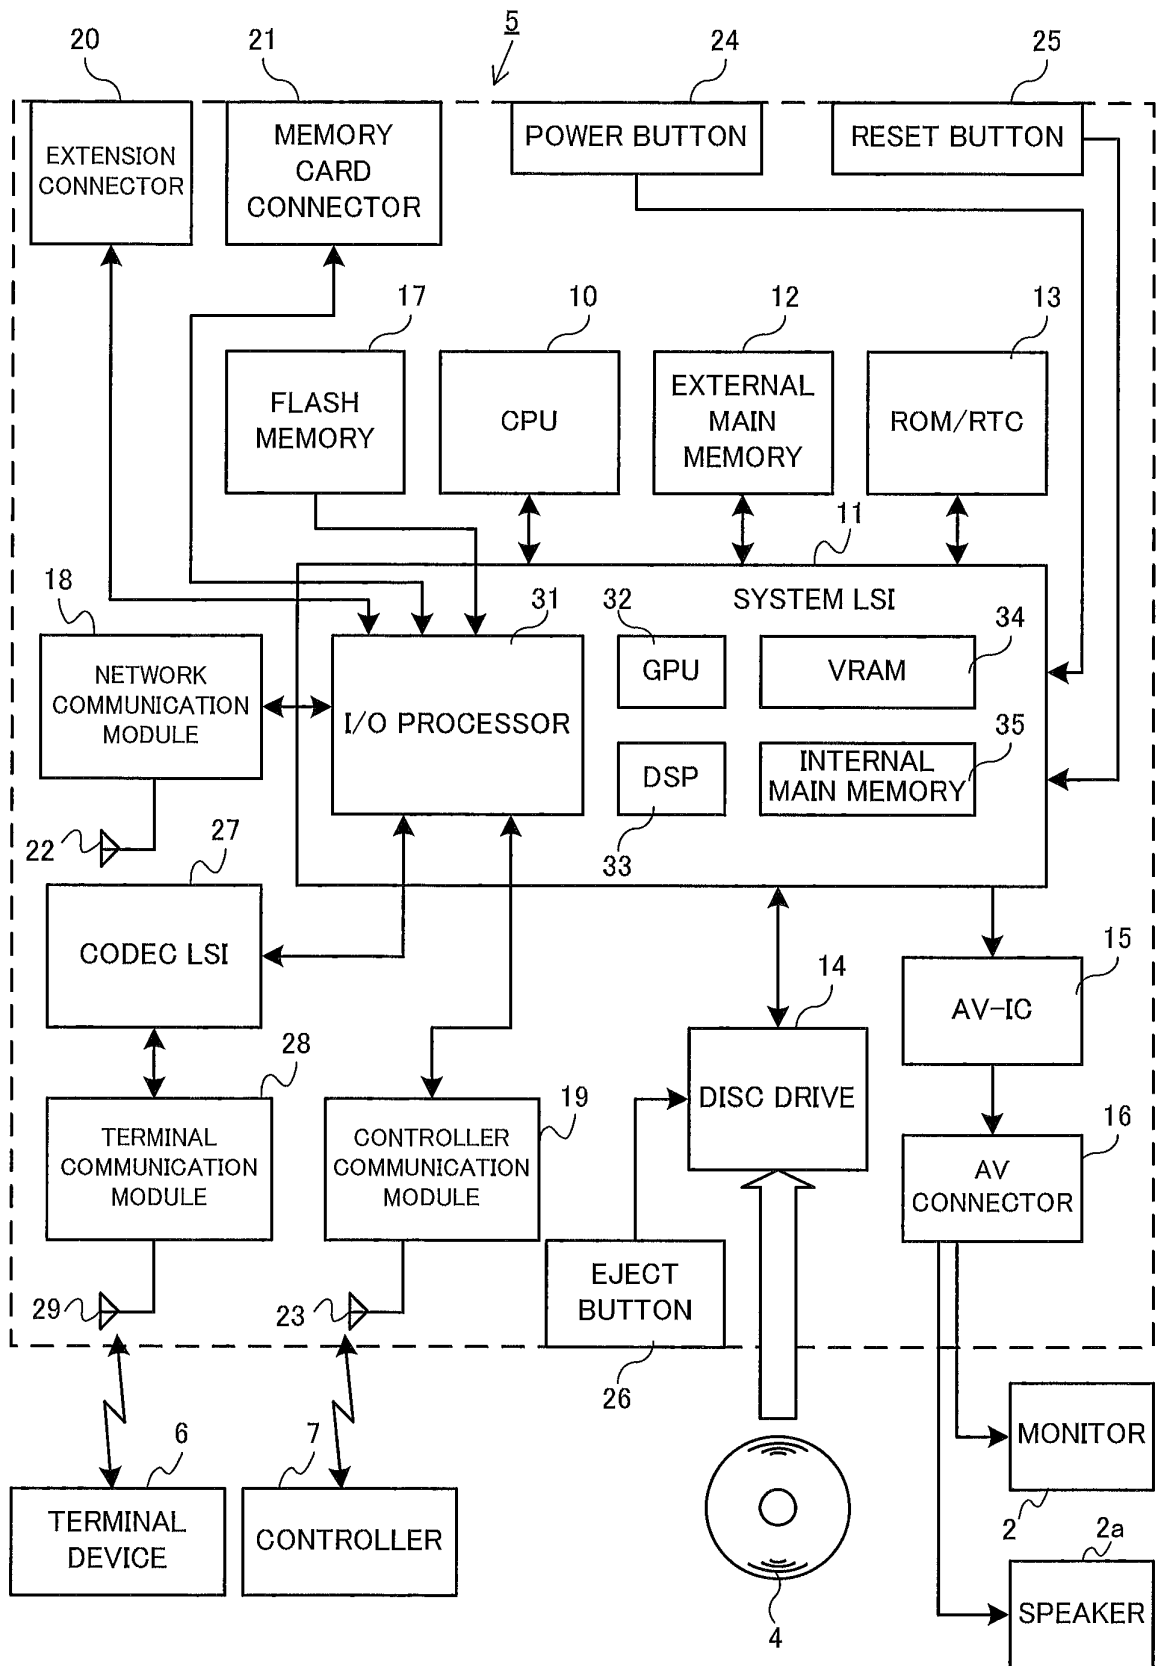 5
20
21
24
25
EXTENSION
CONNECTOR
MEMORY
CARD
CONNECTOR
POWER BUTTON
RESET BUTTON
17
10
12
13
FLASH
MEMORY
CPU
EXTERNAL
MAIN
MEMORY
ROM/RTC
11
SYSTEM LSI
18
31
32
34
NETWORK
COMMUNICATION
MODULE
I/O PROCESSOR
GPU
VRAM
35
DSP
INTERNAL
MAIN MEMORY
33
22
27
CODEC LSI
14
15
AV-IC
28
19
DISC DRIVE
16
TERMINAL
COMMUNICATION
MODULE
CONTROLLER
COMMUNICATION
MODULE
AV
CONNECTOR
29
23
EJECT
BUTTON
26
6
7
MONITOR
2
TERMINAL
DEVICE
CONTROLLER
4
2a
SPEAKER